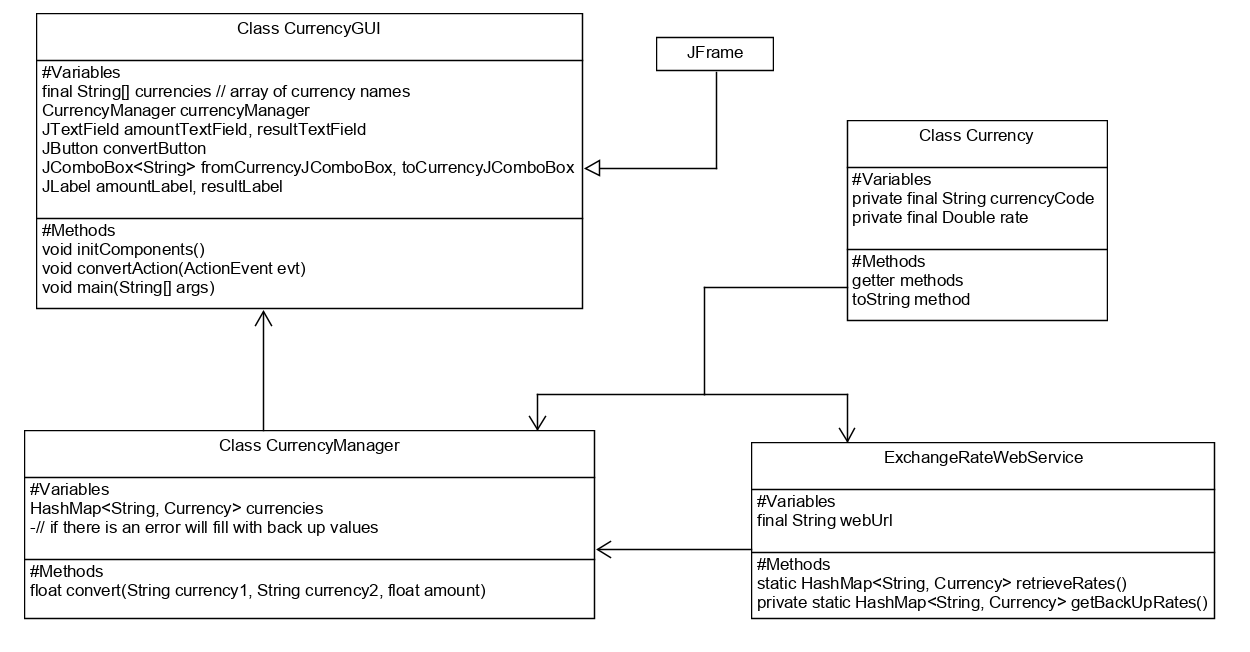 Class CurrencyGUI
#Variables
final String[] currencies // array of currency names
CurrencyManager currencyManager
JTextField amountTextField, resultTextField
JButton convertButton
JComboBox<String> fromCurrencyJComboBox, toCurrencyJComboBox
JLabel amountLabel, resultLabel
#Methods
void initComponents()
void convertAction(ActionEvent evt)
void main(String[] args)
JFrame
Class Currency
#Variables
private final String currencyCode
private final Double rate
#Methods
getter methods
toString method
Class CurrencyManager
#Variables
HashMap<String, Currency> currencies
-// if there is an error will fill with back up values
#Methods
float convert(String currency1, String currency2, float amount)
ExchangeRateWebService
#Variables
final String webUrl
#Methods
static HashMap<String, Currency> retrieveRates()
private static HashMap<String, Currency> getBackUpRates()